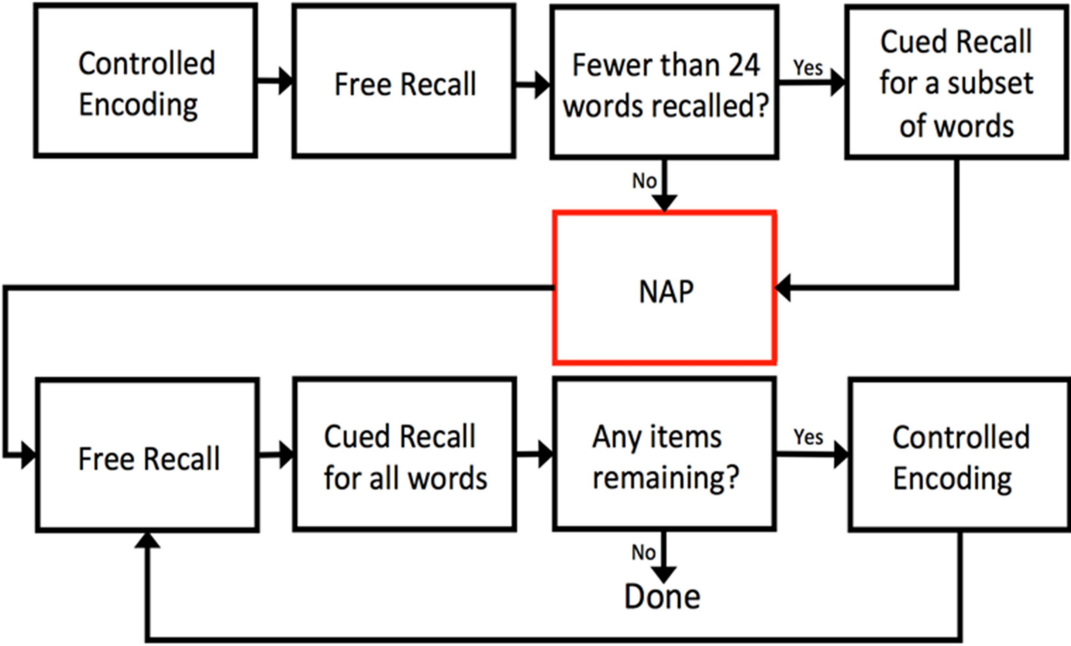 Controlled
Encoding
Free Recall
Fewer than 24
words recalled?
Yes
Cued Recall
for a subset
of words
No
NAP
Free Recall
Cued Recall
for all words
Any items
remaining?
Yes
Controlled
Encoding
No
Done